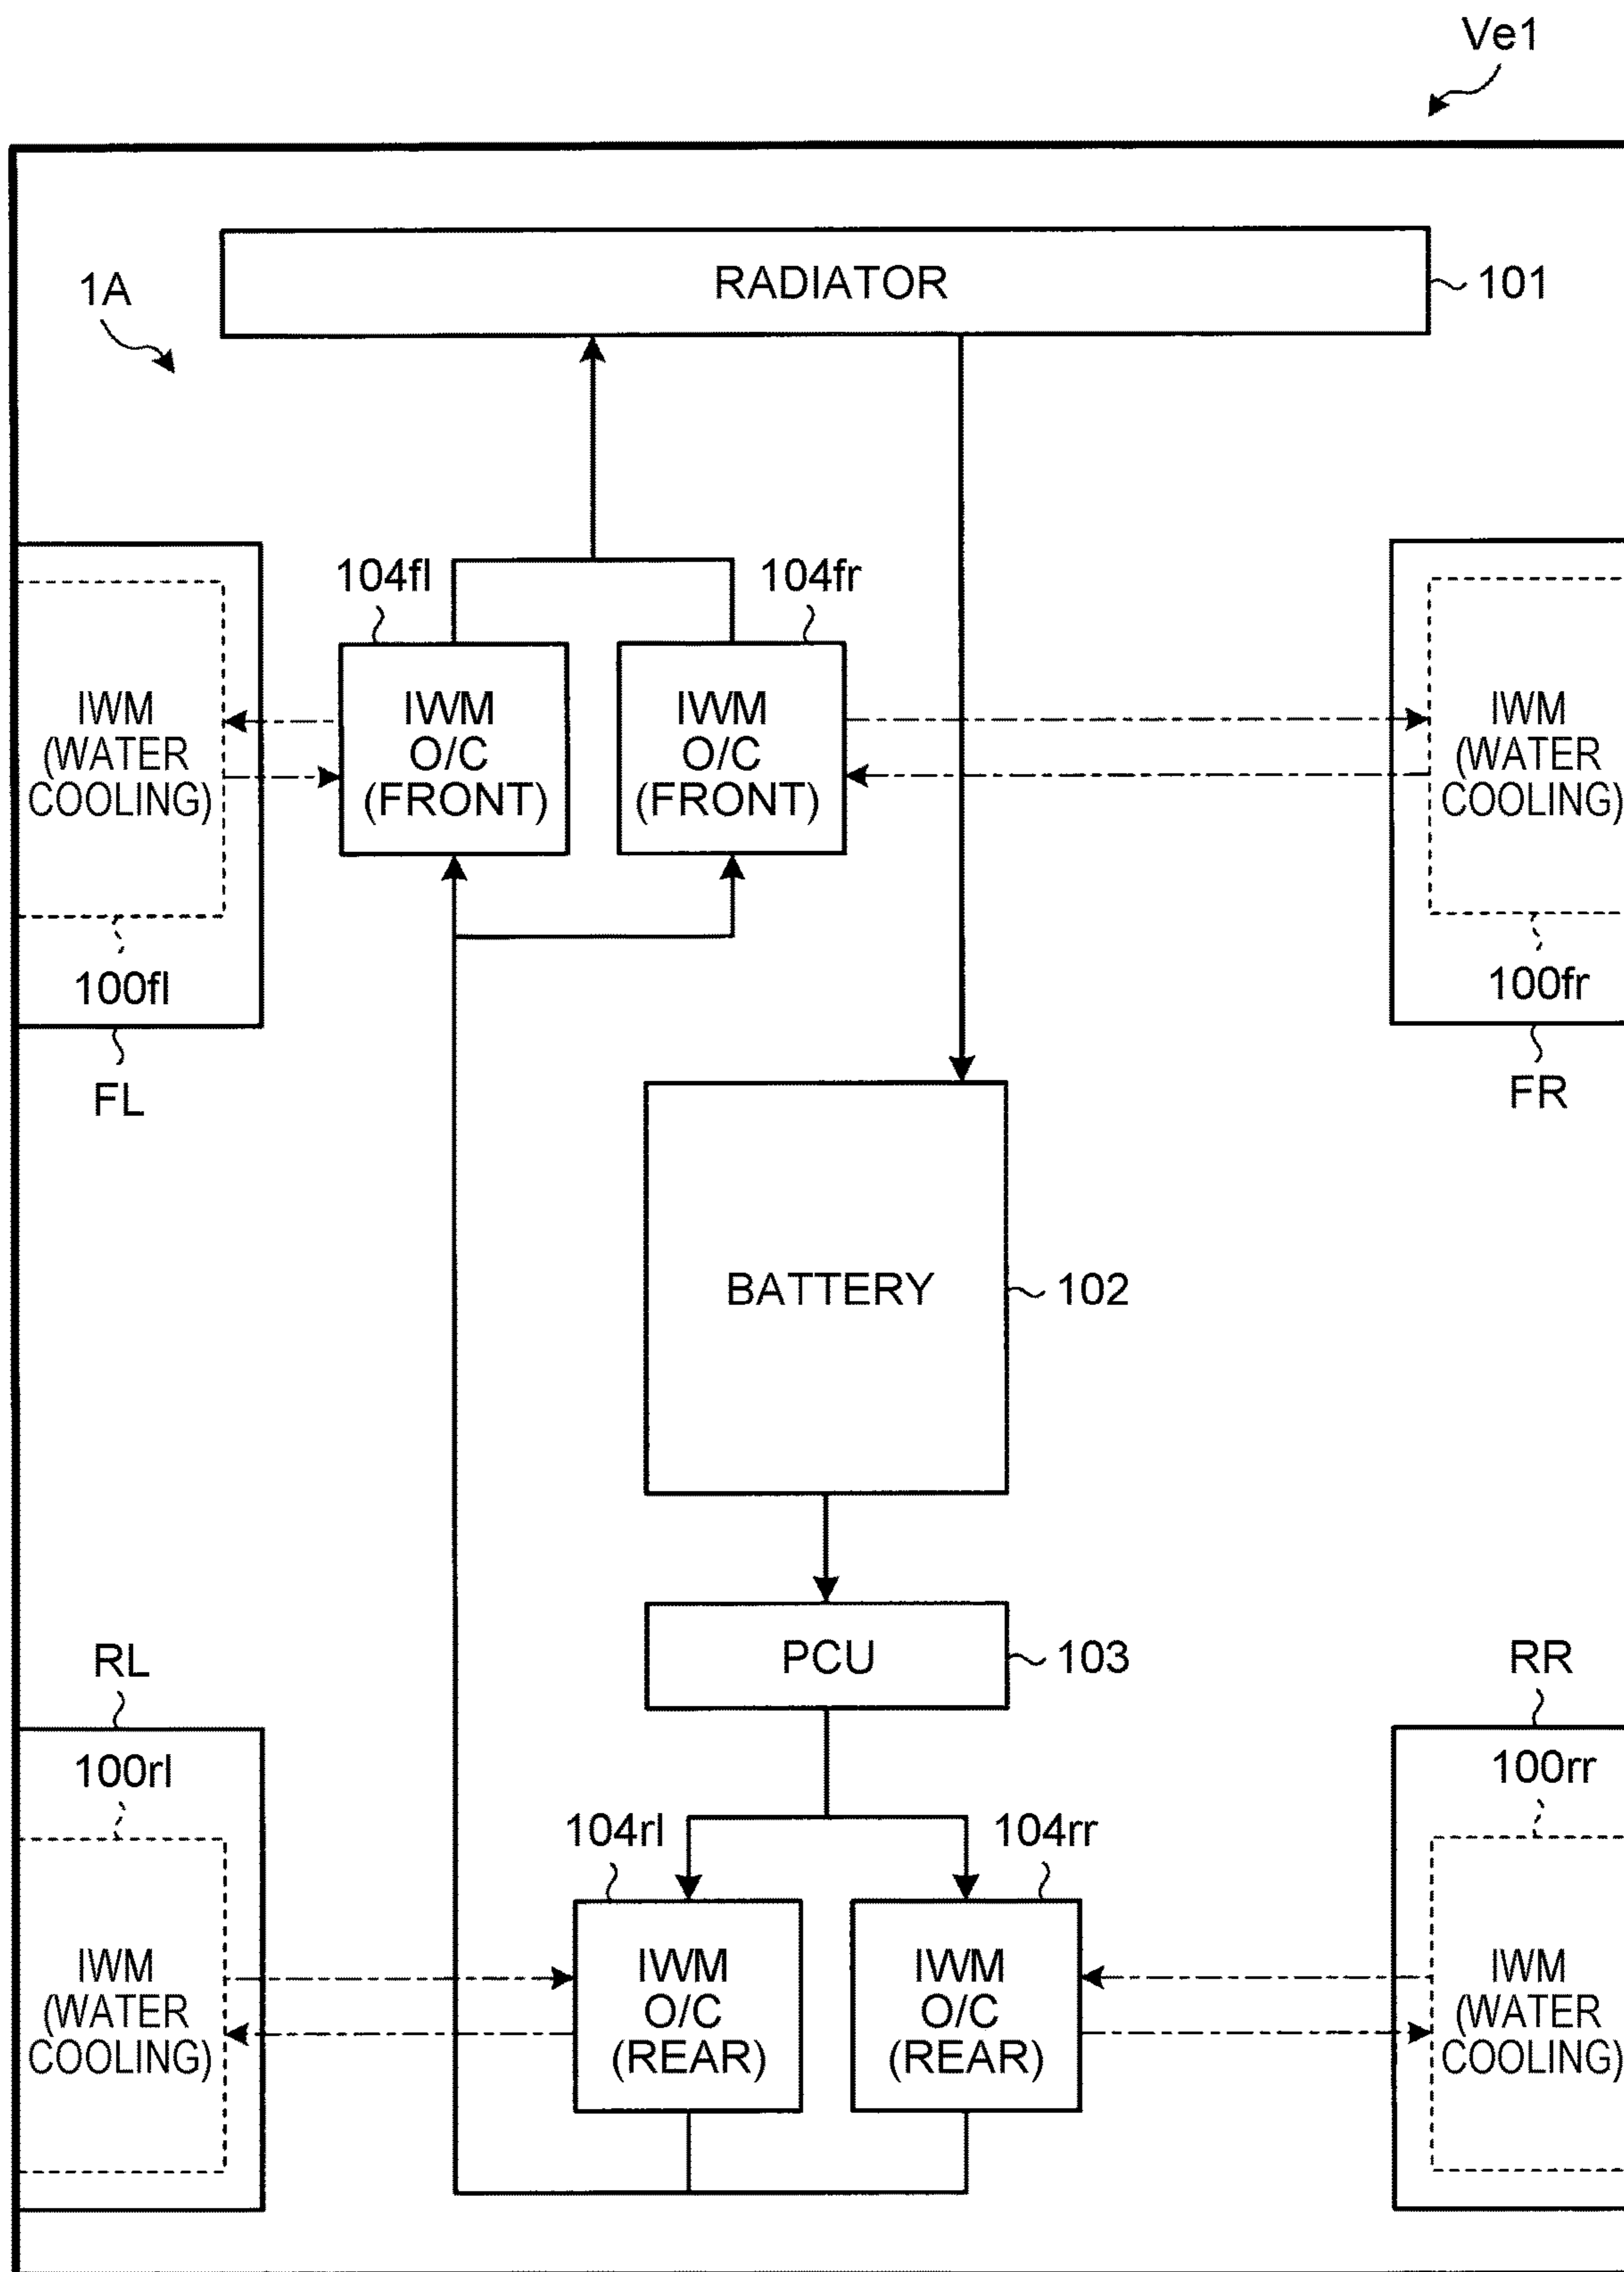 Ve1
RADIATOR
101
1A
104fl
104fr
IWM
(WATER
COOLING)
IWM
O/C
(FRONT)
IWM
O/C
(FRONT)
IWM
(WATER
COOLING)
100fl
100fr
FL
FR
BATTERY
102
PCU
103
RL
RR
100rl
100rr
104rl
104rr
IWM
(WATER
COOLING)
IWM
O/C
(REAR)
IWM
O/C
(REAR)
IWM
(WATER
COOLING)